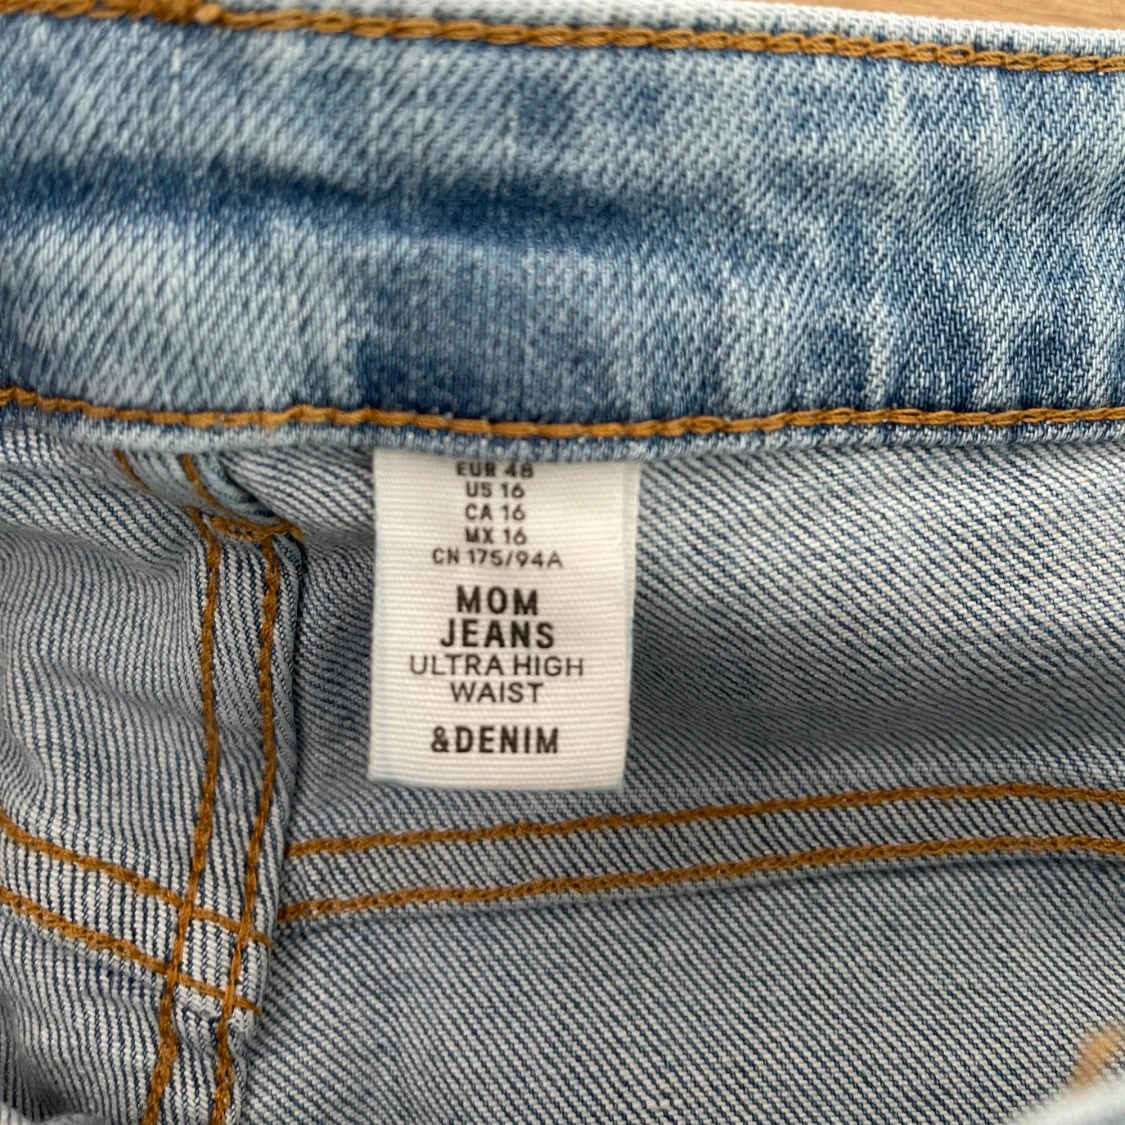 EUR 48
US 16
CA 16
MX 16
CN 175/94A
MOM
JEANS
ULTRA HIGH
WAIST
&DENIM